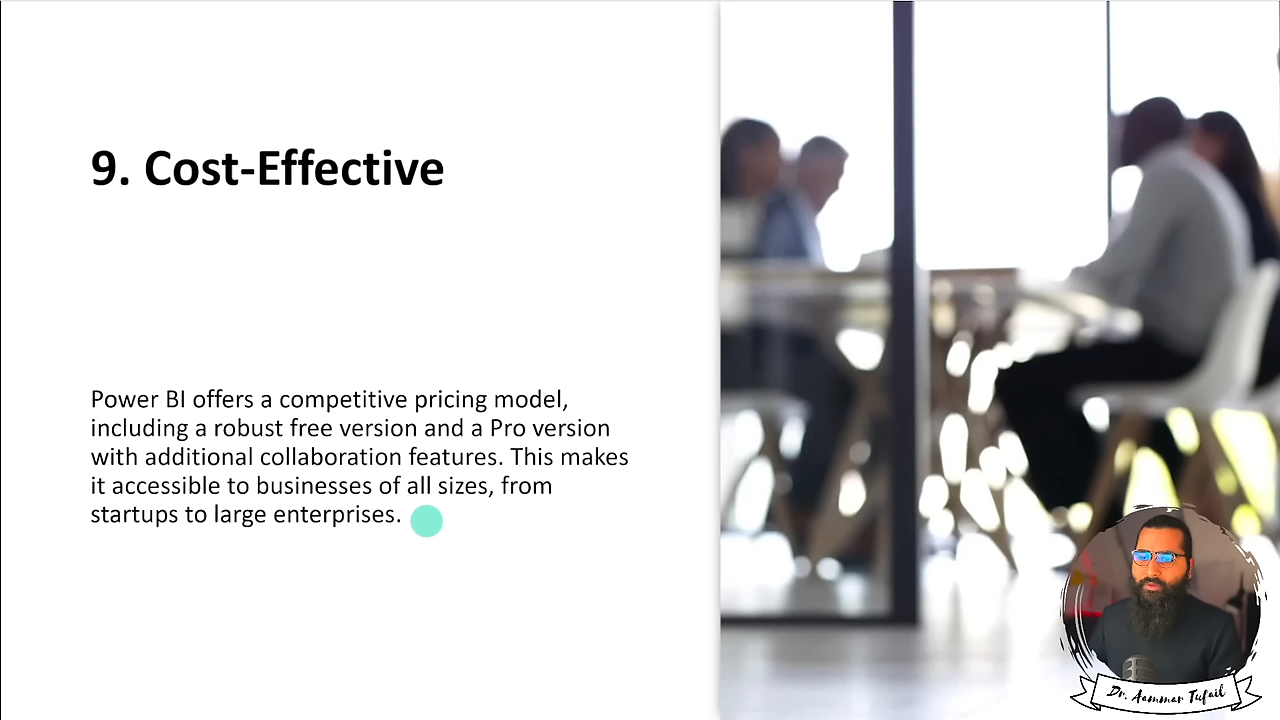 9. Cost-Effective
Power BI offers a competitive pricing model,
including a robust free version and a Pro version
with additional collaboration features. This makes
it accessible to businesses of all sizes, from
startups to large enterprises.
Dr. Aammar Tufail